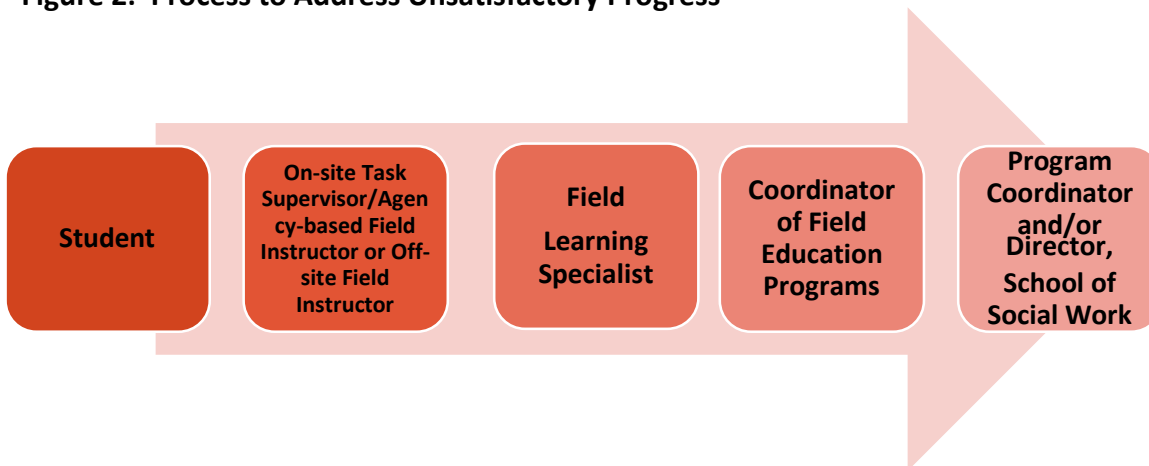 Figure 2. Process to Address Unsatisfactory Progress
Student
On-site Task
Supervisor/Agen
cy-based Field
Instructor or Off-
site Field
Instructor
Field
Learning
Specialist
Coordinator
of Field
Education
Programs
Program
Coordinator
and/or
Director,
School of
Social Work